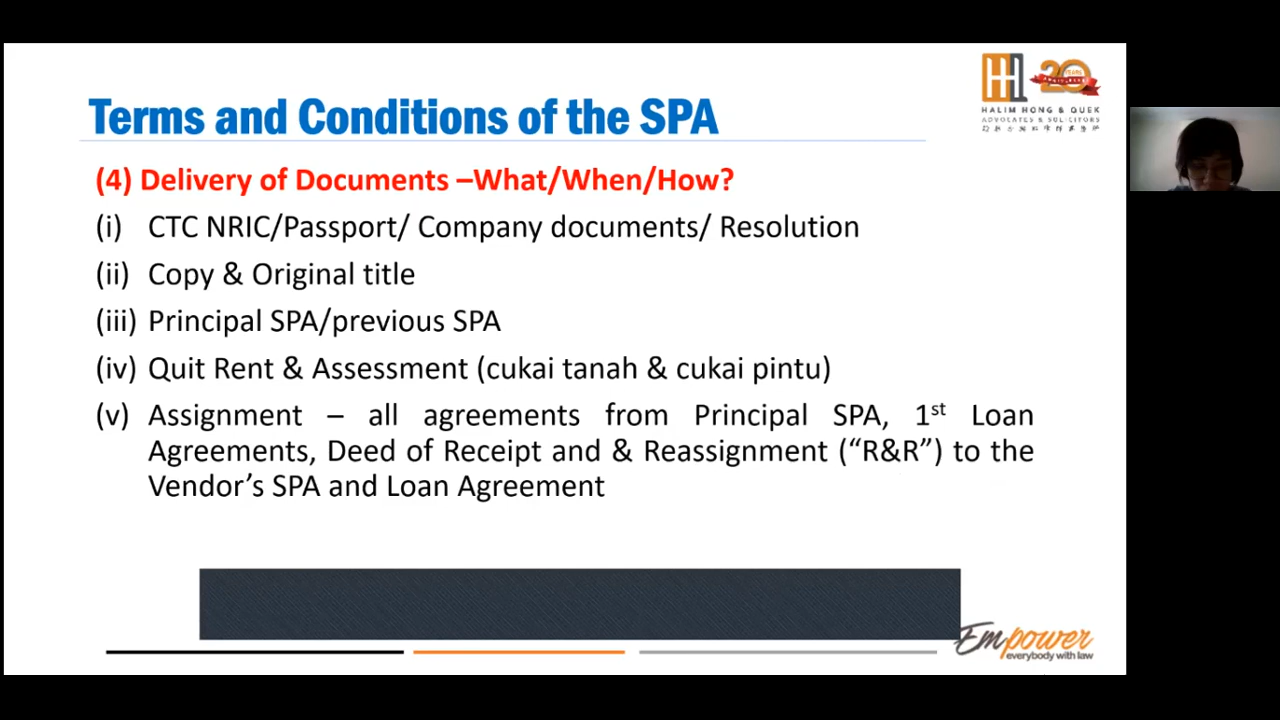 Terms and Conditions of the SPA
20
YEARS
ANNIVERSARY
HALIM HONG & QUEK
ADVOCATES & SOLICITORS
(4) Delivery of Documents –What/When/How?
(i) CTC NRIC/Passport/ Company documents/ Resolution
(ii) Copy & Original title
(iii) Principal SPA/previous SPA
(iv) Quit Rent & Assessment (cukai tanah & cukai pintu)
(v) Assignment – all agreements from Principal SPA, 1st Loan
Agreements, Deed of Receipt and & Reassignment (“R&R”) to the
Vendor’s SPA and Loan Agreement
Empower
everybody with law